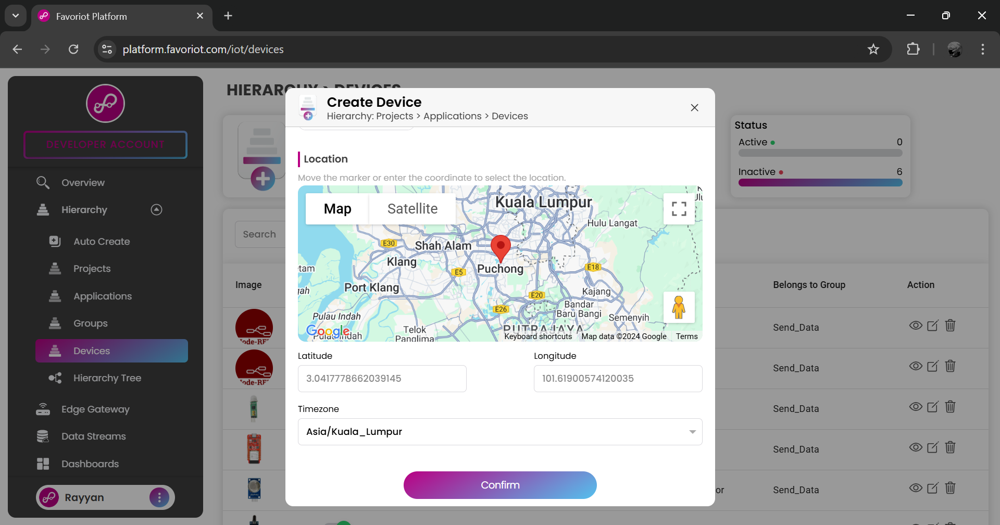 Favoriot Platform
platform.favoriot.com/iot/devices
DEVELOPER ACCOUNT
Overview
Hierarchy
Auto Create
Projects
Applications
Groups
Devices
Hierarchy Tree
Edge Gateway
Data Streams
Dashboards
Rayyan
HIERARCHY > DEVICES
Status
Active 0
Inactive 6
Search
Image
Belongs to Group
Action
Send_Data
Send_Data
Send_Data
Send_Data
or
Send_Data
Create Device
Hierarchy: Projects > Applications > Devices
Location
Move the marker or enter the coordinate to select the location.
Map
Satellite
Kuala Lumpur
Hulu Langat
E30
Shah Alam
Klang
E5
Puchong
E18
tam
Port Klang
gah
E20
Kajang
Bandar
Baru Bangi
E26
Semenyih
Pulau Indah
PUTRAJAYA
Telok
Panglima
Google
Pulau Indah
Keyboard shortcuts
Map data ©2024 Google
Terms
Latitude
Longitude
3.0417778662039145
101.61900574120035
Timezone
Asia/Kuala_Lumpur
Confirm